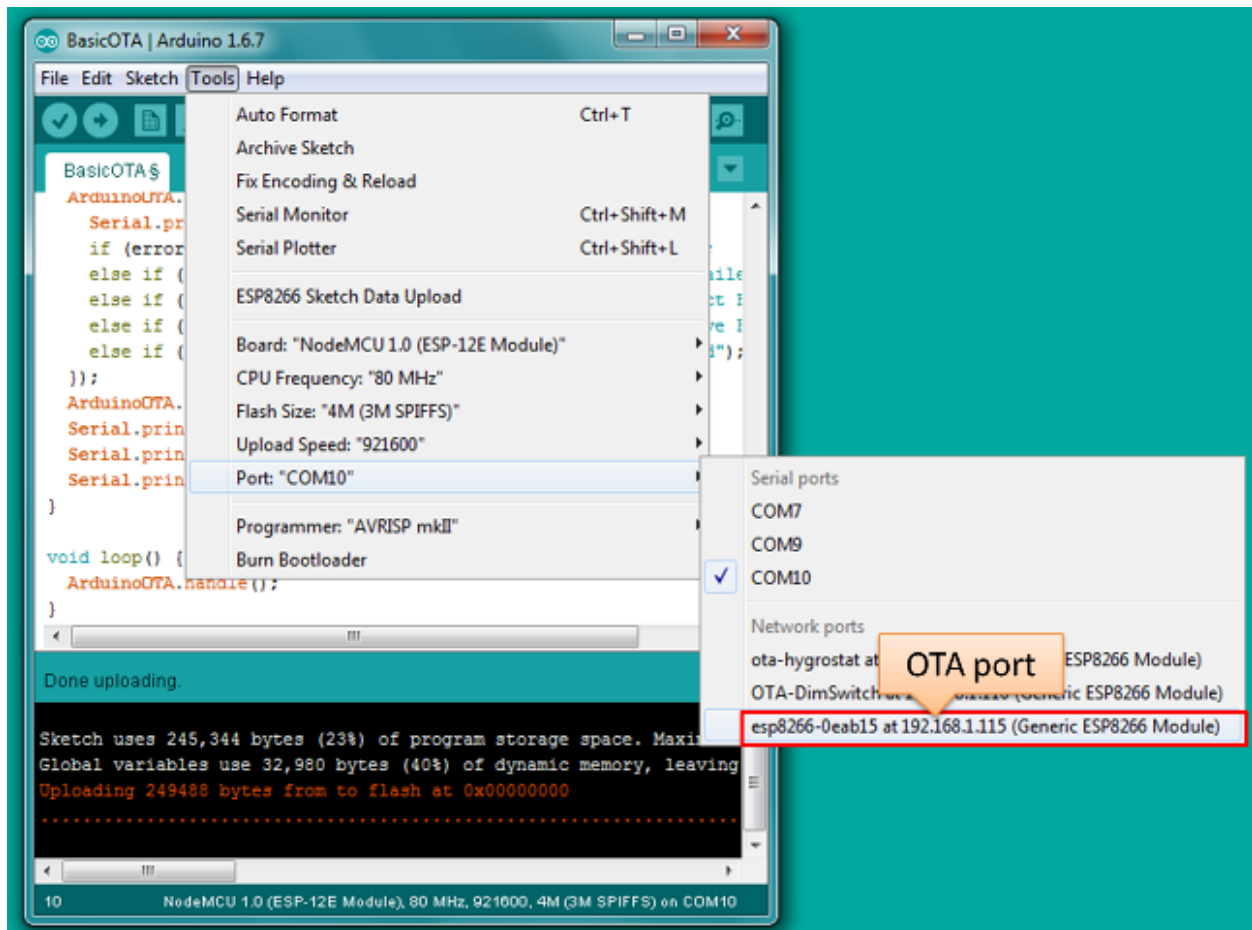 BasicOTA | Arduino 1.6.7
File Edit Sketch Tools Help
Auto Format Ctrl+T
Archive Sketch
Fix Encoding & Reload
Serial Monitor Ctrl+Shift+M
Serial Plotter Ctrl+Shift+L
ESP8266 Sketch Data Upload
Board: "NodeMCU 1.0 (ESP-12E Module)"
CPU Frequency: "80 MHz"
Flash Size: "4M (3M SPIFFS)"
Upload Speed: "921600"
Port: "COM10"
Programmer: "AVRISP mkII"
Burn Bootloader
BasicOTA §
ArduinoOTA.
Serial.pr
if (error
else if (
else if (
else if (
else if ( d");
});
ArduinoOTA.
Serial.prin
Serial.prin
Serial.prin
}
void loop() {
ArduinoOTA.handle();
}
Serial ports
COM7
COM9
COM10
Network ports
ota-hygrostat at ESP8266 Module)
OTA port
OTA-DimSwitch (Generic ESP8266 Module)
esp8266-0eab15 at 192.168.1.115 (Generic ESP8266 Module)
Done uploading.
Sketch uses 245,344 bytes (23%) of program storage space.
Global variables use 32,980 bytes (40%) of dynamic memory, leaving
Uploading 249488 bytes from to flash at 0x00000000
................................................................
10 NodeMCU 1.0 (ESP-12E Module), 80 MHz, 921600, 4M (3M SPIFFS) on COM10